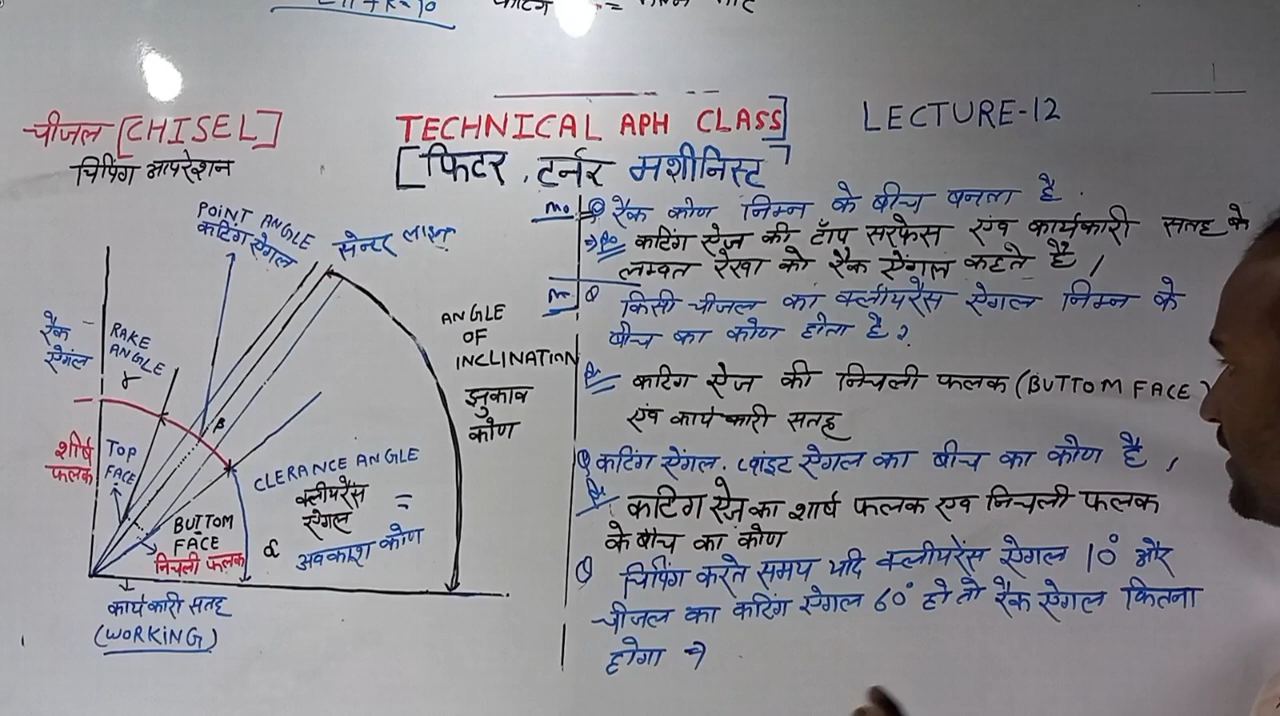 चीजल [CHISEL]
चिपिंग आपरेशन
TECHNICAL APH CLASS]
[फिटर, टर्नर मशीनिस्ट]
LECTURE-12
POINT ANGLE
कटिंग ऐंगल
सेन्टर लाइन
रैक
ऐंगल
RAKE
ANGLE
γ
β
शीर्ष
फलक
TOP
FACE
ANGLE
OF
INCLINATION
झुकाव
कोण
CLERANCE ANGLE
क्लीयरेंस
ऐंगल =
α अवकाश कोण
BUTTOM
FACE
निचली फलक
कार्यकारी सतह
(WORKING)
Q रैक कोण निम्न के बीच बनता है.
कटिंग ऐज की टॉप सरफेस एंव कार्यकारी सतह के
लम्वत रेखा को रैक ऐंगल कहते है,
Q किसी चीजल का क्लीयरेंस ऐंगल निम्न के
बीच का कोण होता है?
कटिंग ऐज की निचली फलक (BUTTOM FACE)
एंव कार्यकारी सतह
Q कटिंग ऐंगल. प्वांइट ऐंगल का बीच का कोण है,
कटिंग ऐज का शार्ष फलक एंव निचली फलक
के बीच का कोण
Q चिपिंग करते समय यदि क्लीयरेंस ऐंगल 10° और
चीजल का कटिंग ऐंगल 60° हो तो रैक ऐंगल कितना
होगा →